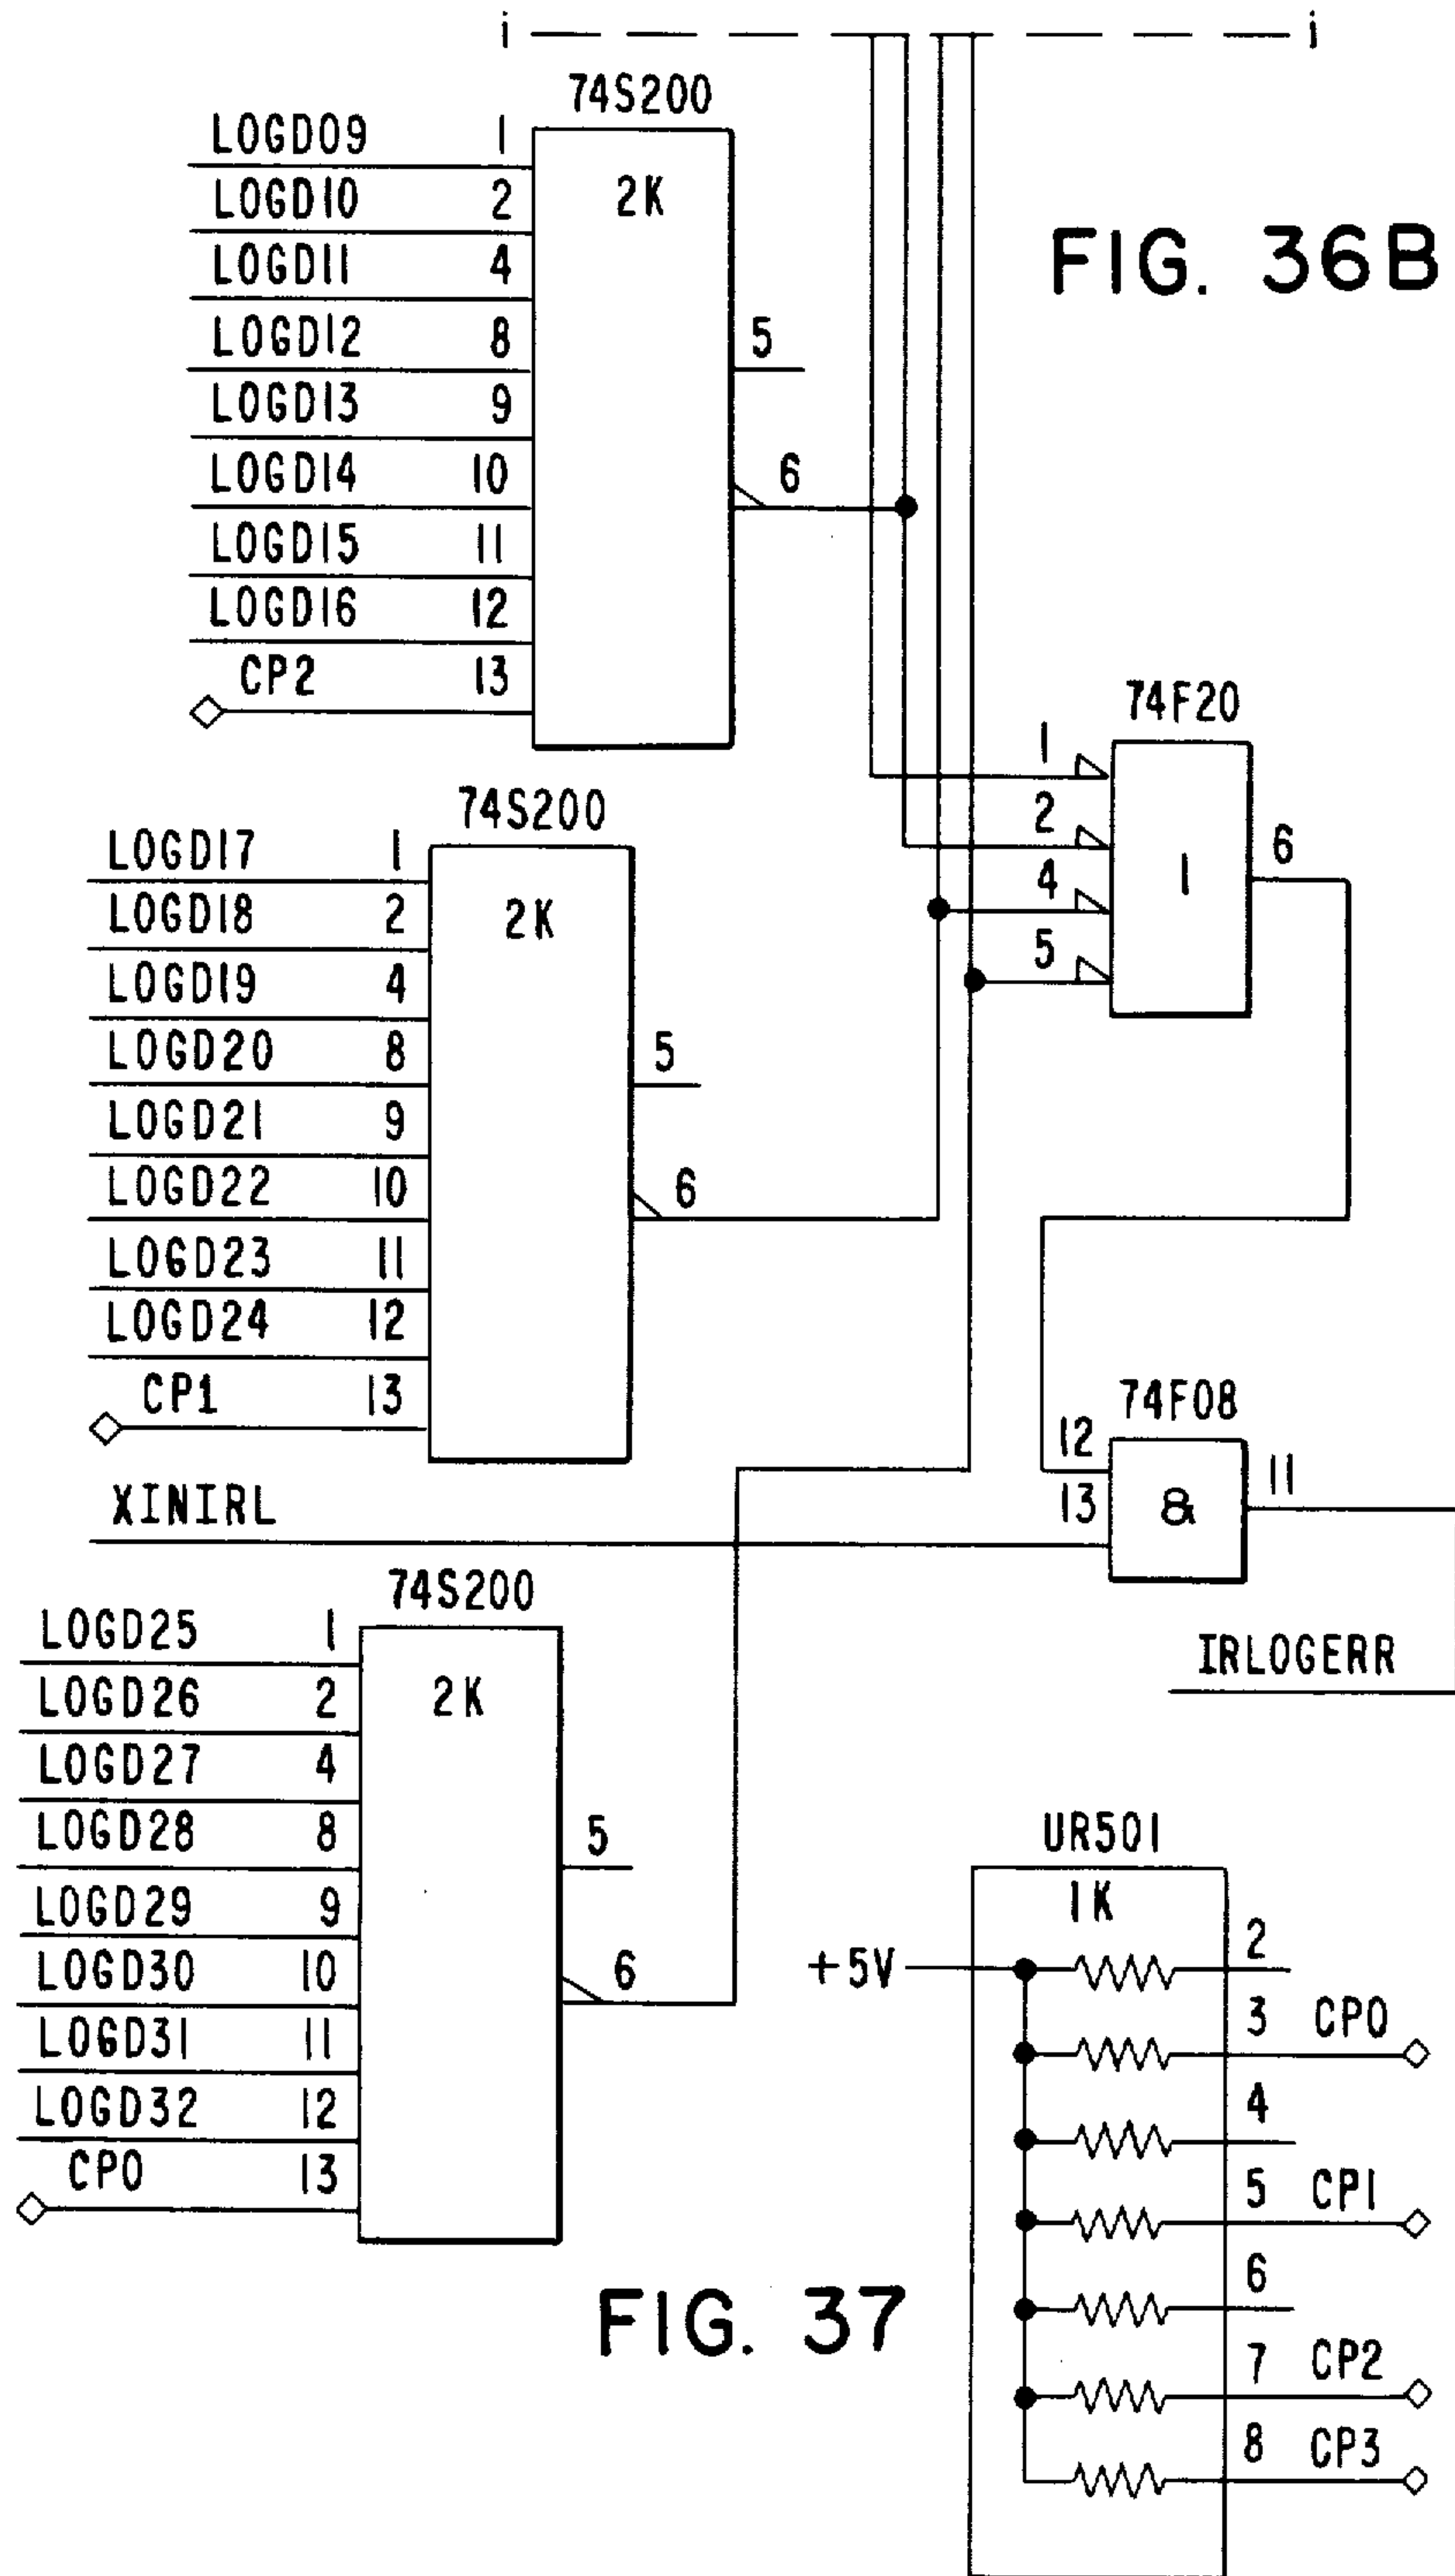 i i
74S200
LOGD09 1
2K
LOGD10 2
LOGD11 4
FIG. 36B
LOGD12 8
5
LOGD13 9
LOGD14 10
6
LOGD15 11
LOGD16 12
CP2 13
74F20
1
2
4
5
1
6
74S200
LOGD17 1
2K
LOGD18 2
LOGD19 4
LOGD20 8
5
LOGD21 9
LOGD22 10
6
LOGD23 11
LOGD24 12
CP1 13
74F08
12
13
&
11
XINIRL
74S200
LOGD25 1
2K
LOGD26 2
LOGD27 4
LOGD28 8
5
LOGD29 9
LOGD30 10
6
LOGD31 11
LOGD32 12
CP0 13
IRLOGERR
UR501
1K
+5V
2
3 CP0
4
5 CP1
6
7 CP2
8 CP3
FIG. 37